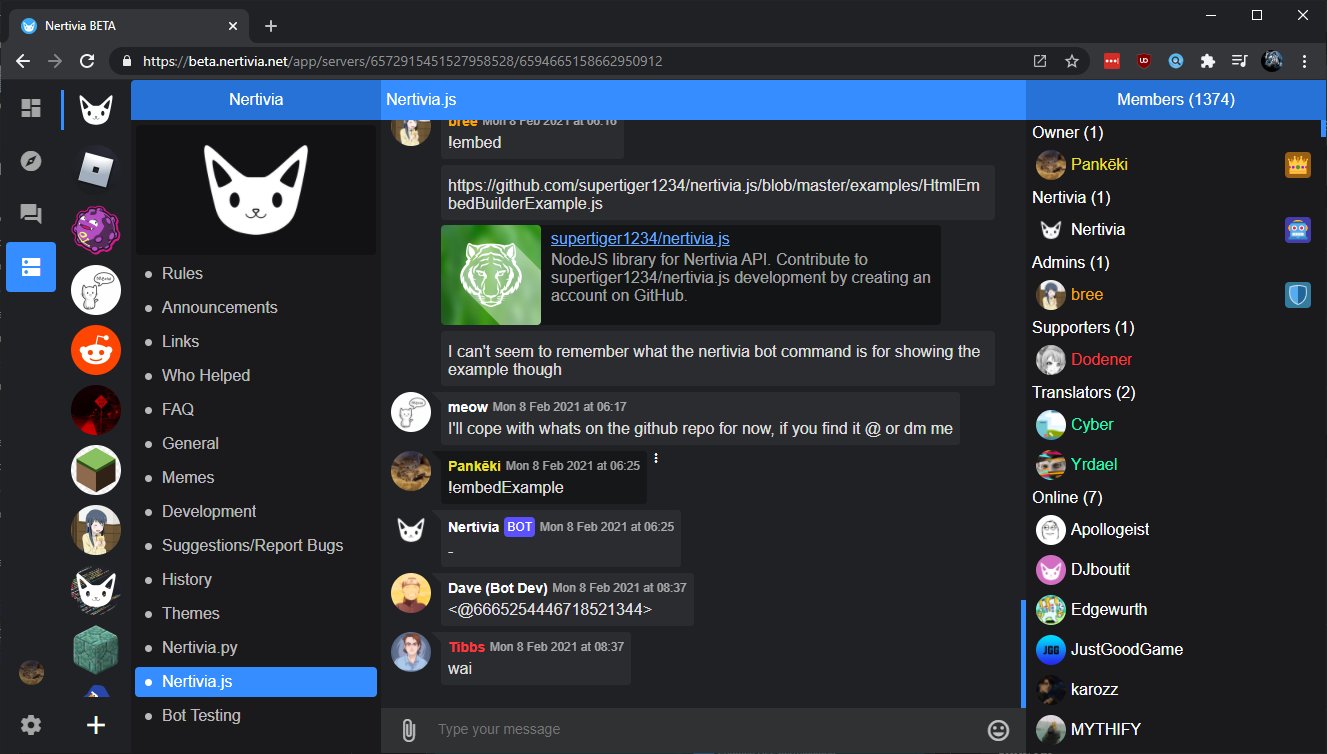 Nertivia BETA
https://beta.nertivia.net/app/servers/6572915451527958528/6594665158662950912
Nertivia
Rules
Announcements
Links
Who Helped
FAQ
General
Memes
Development
Suggestions/Report Bugs
History
Themes
Nertivia.py
Nertivia.js
Bot Testing
Nertivia.js
bree Mon 8 Feb 2021 at 06:16
!embed
https://github.com/supertiger1234/nertivia.js/blob/master/examples/HtmlEm
bedBuilderExample.js
supertiger1234/nertivia.js
NodeJS library for Nertivia API. Contribute to
supertiger1234/nertivia.js development by creating an
account on GitHub.
I can't seem to remember what the nertivia bot command is for showing the
example though
meow Mon 8 Feb 2021 at 06:17
I'll cope with whats on the github repo for now, if you find it @ or dm me
Pankēki Mon 8 Feb 2021 at 06:25
!embedExample
Nertivia BOT Mon 8 Feb 2021 at 06:25
-
Dave (Bot Dev) Mon 8 Feb 2021 at 08:37
<@6665254446718521344>
Tibbs Mon 8 Feb 2021 at 08:37
wai
Type your message
Members (1374)
Owner (1)
Pankēki
Nertivia (1)
Nertivia
Admins (1)
bree
Supporters (1)
Dodener
Translators (2)
Cyber
Yrdael
Online (7)
Apollogeist
DJboutit
Edgewurth
JGG
JustGoodGame
karozz
MYTHIFY